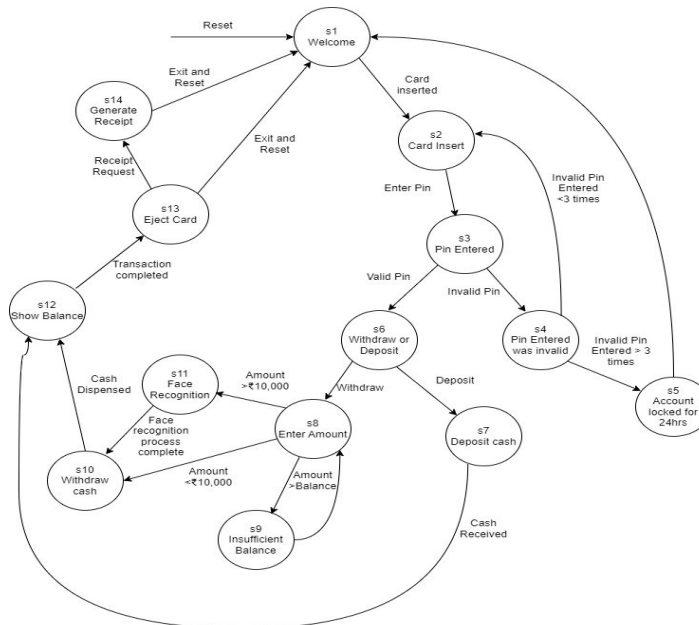 Reset
s1
Welcome
Exit and
Reset
Card
inserted
s14
Generate
Receipt
Exit and
Reset
s2
Card Insert
Receipt
Request
Enter Pin
Invalid Pin
Entered
<3 times
s13
Eject Card
s3
Pin Entered
Transaction
completed
Valid Pin
Invalid Pin
s12
Show Balance
s6
Withdraw or
Deposit
s4
Pin Entered
was invalid
Invalid Pin
Entered > 3
times
s11
Face
Recognition
Amount
>₹10,000
Withdraw
Deposit
s5
Account
locked for
24hrs
Cash
Dispensed
Face
recognition
process
complete
s8
Enter Amount
s7
Deposit cash
s10
Withdraw
cash
Amount
<₹10,000
Amount
>Balance
s9
Insufficient
Balance
Cash
Received